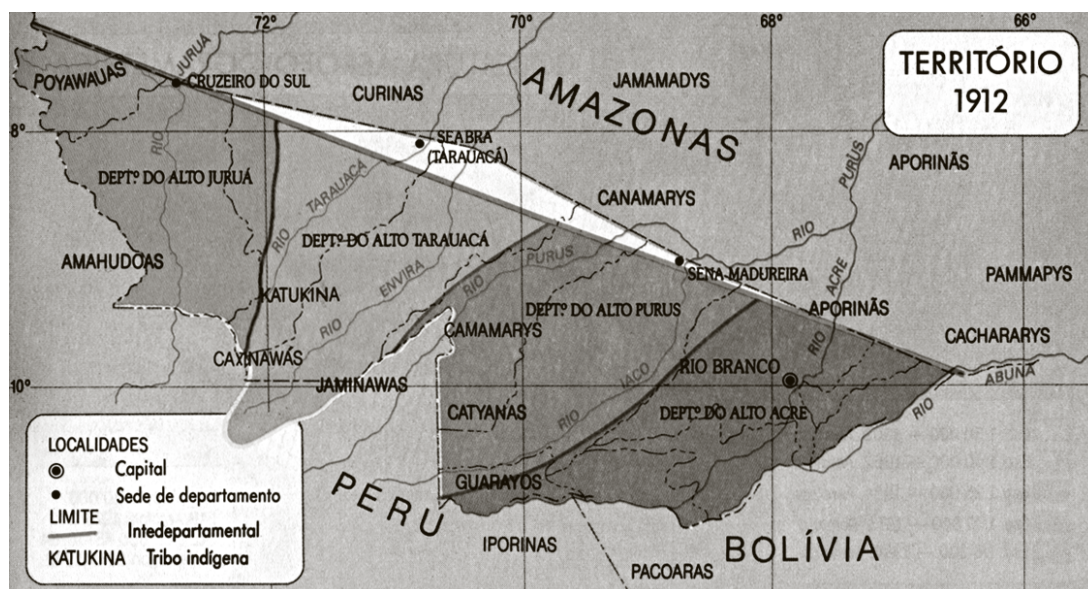 72°
70°
68°
66°
TERRITÓRIO
1912
POYAWAUAS
JURUÁ
CRUZEIRO DO SUL
CURINAS
AMAZONAS
JAMAMADYS
8°
RIO
SEABRA
(TARAUACÁ)
APORINÃS
PURUS
DEPTº. DO ALTO JURUÁ
TARAUACÁ
CANAMARYS
RIO
DEPTº. DO ALTO TARAUACÁ
RIO
AMAHUDOAS
ENVIRA
PURUS
RIO
SENA MADUREIRA
ACRE
PAMMAPYS
KATUKINA
DEPTº. DO ALTO PURUS
APORINÃS
RIO
CAMAMARYS
RIO
CACHARARYS
CAXINAWÁS
RIO BRANCO
ABUNÃ
10°
JAMINAWAS
IACO
RIO
CATYANAS
RIO
DEPTº. DO ALTO ACRE
GUARAYOS
PERU
IPORINAS
BOLÍVIA
PACOARAS
LOCALIDADES
Capital
Sede de departamento
LIMITE
Intedepartamental
KATUKINA Tribo indígena